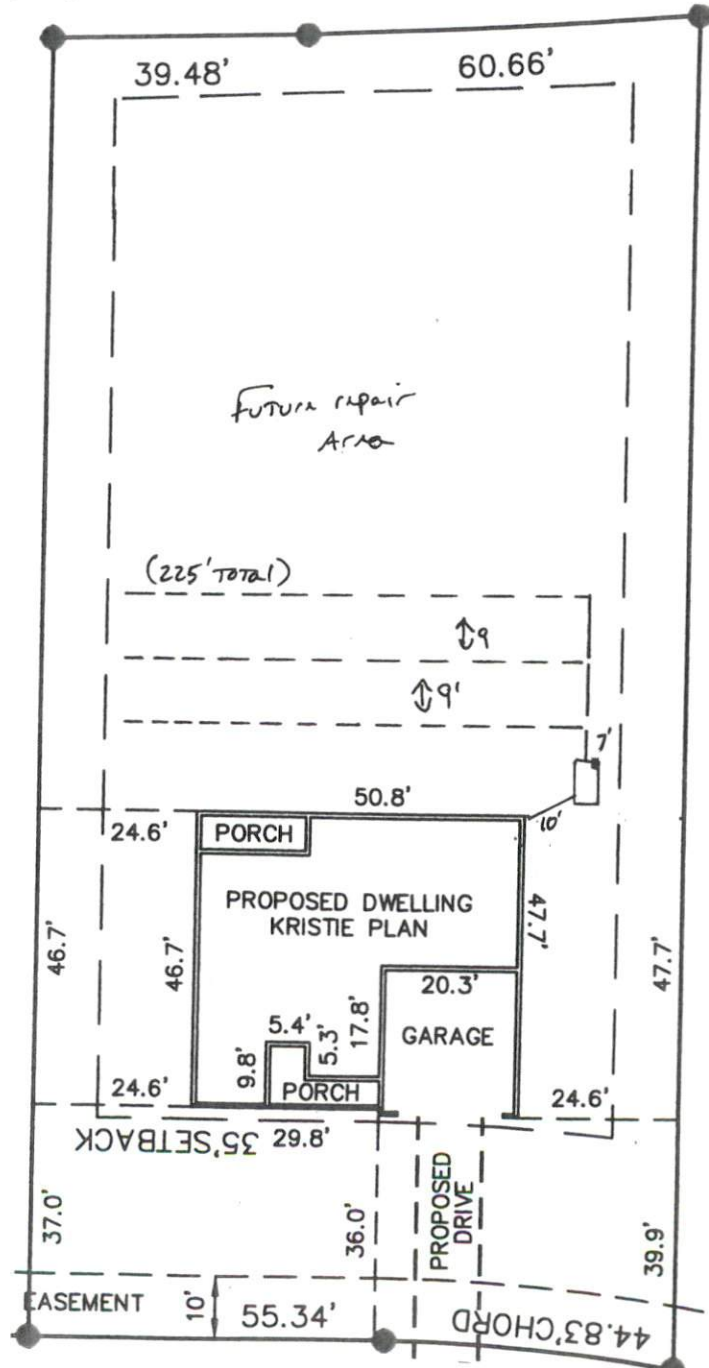 39.48' 60.66'
Future repair
Area
(225' Total)
9
9'
7'
50.8'
10'
24.6'
PORCH
PROPOSED DWELLING
KRISTIE PLAN
46.7'
46.7'
47.7'
47.7'
20.3'
17.8'
GARAGE
5.4'
5.3'
9.8'
PORCH
24.6'
24.6'
35'SETBACK
29.8'
37.0'
36.0'
PROPOSED
DRIVE
39.9'
EASEMENT
10'
55.34'
44.83'CHORD